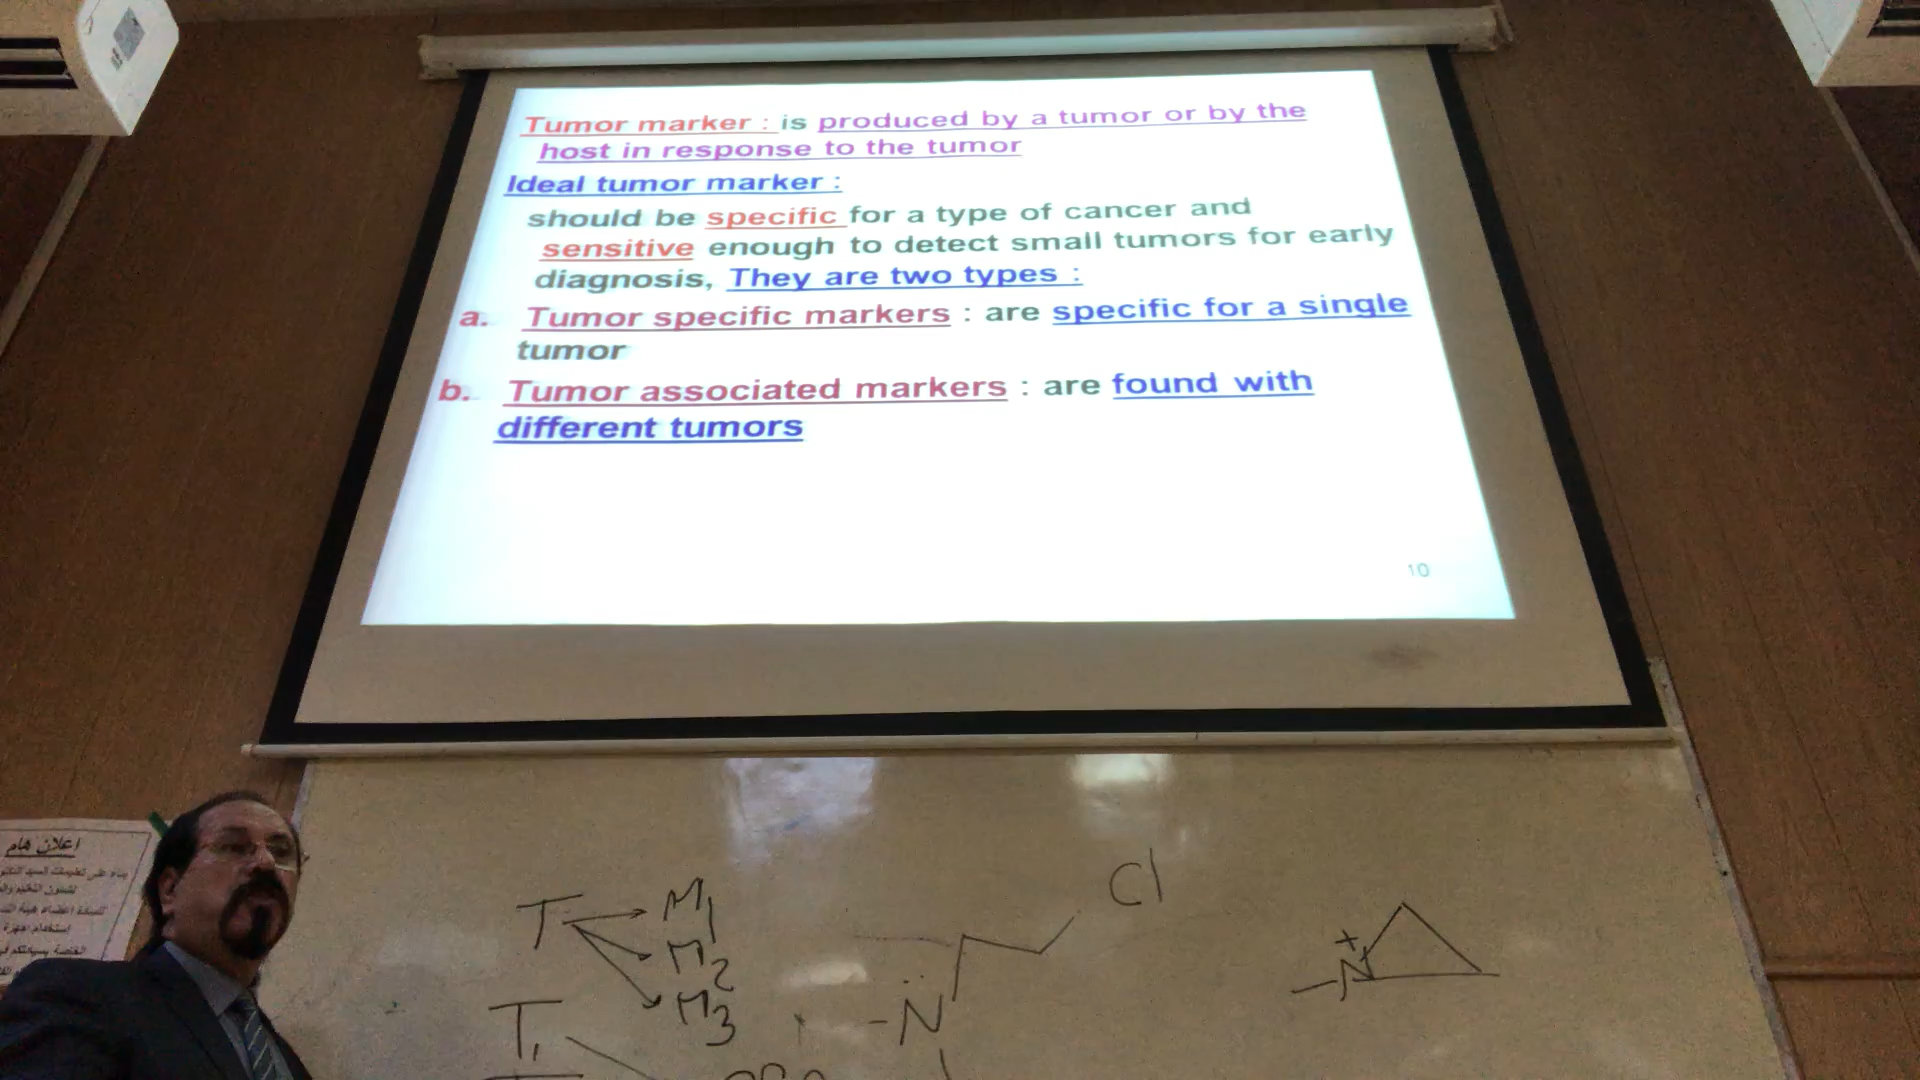 Tumor marker : is produced by a tumor or by the
host in response to the tumor
Ideal tumor marker :
should be specific for a type of cancer and
sensitive enough to detect small tumors for early
diagnosis, They are two types :
a. Tumor specific markers : are specific for a single
tumor
b. Tumor associated markers : are found with
different tumors
10
اعلان هام
T M1
M2
M3
T1
Cl
-N
+
-N